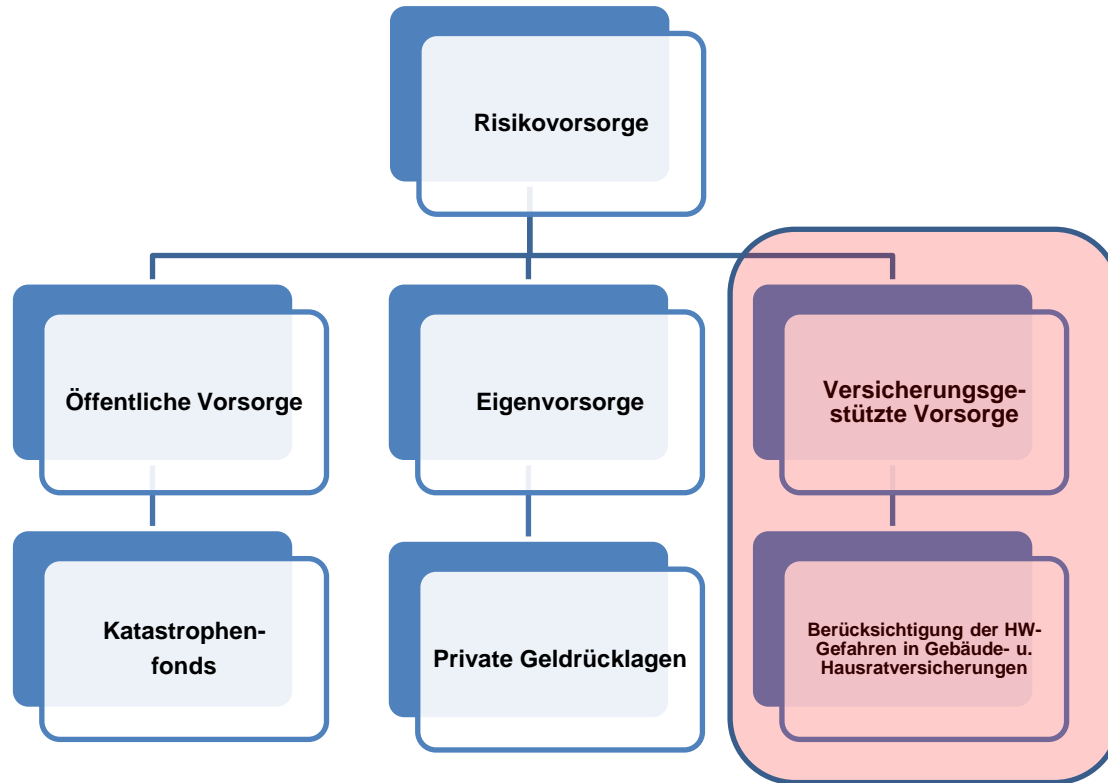 Risikovorsorge
Öffentliche Vorsorge
Eigenvorsorge
Versicherungsge-
stützte Vorsorge
Katastrophen-
fonds
Private Geldrücklagen
Berücksichtigung der HW-
Gefahren in Gebäude- u.
Hausratversicherungen